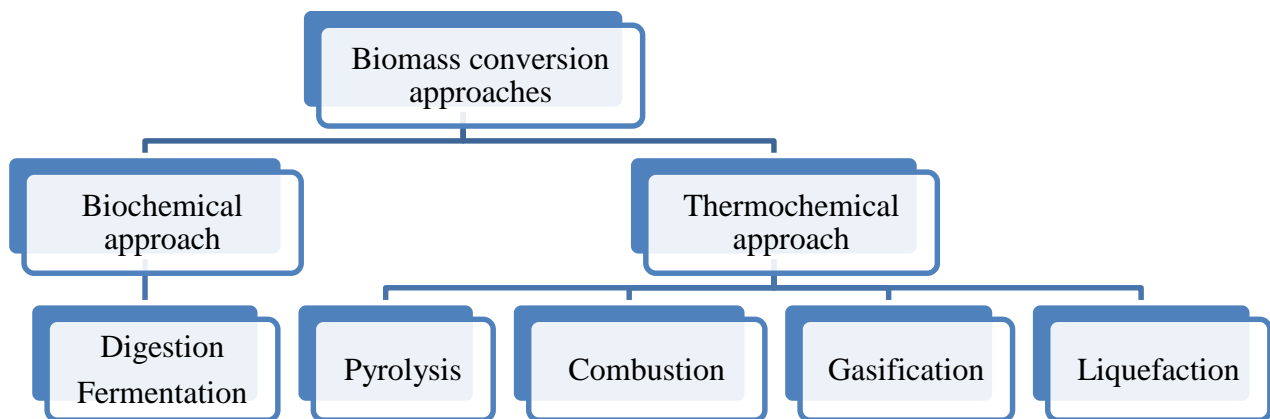 Biomass conversion
approaches
Biochemical
approach
Thermochemical
approach
Digestion
Fermentation
Pyrolysis
Combustion
Gasification
Liquefaction